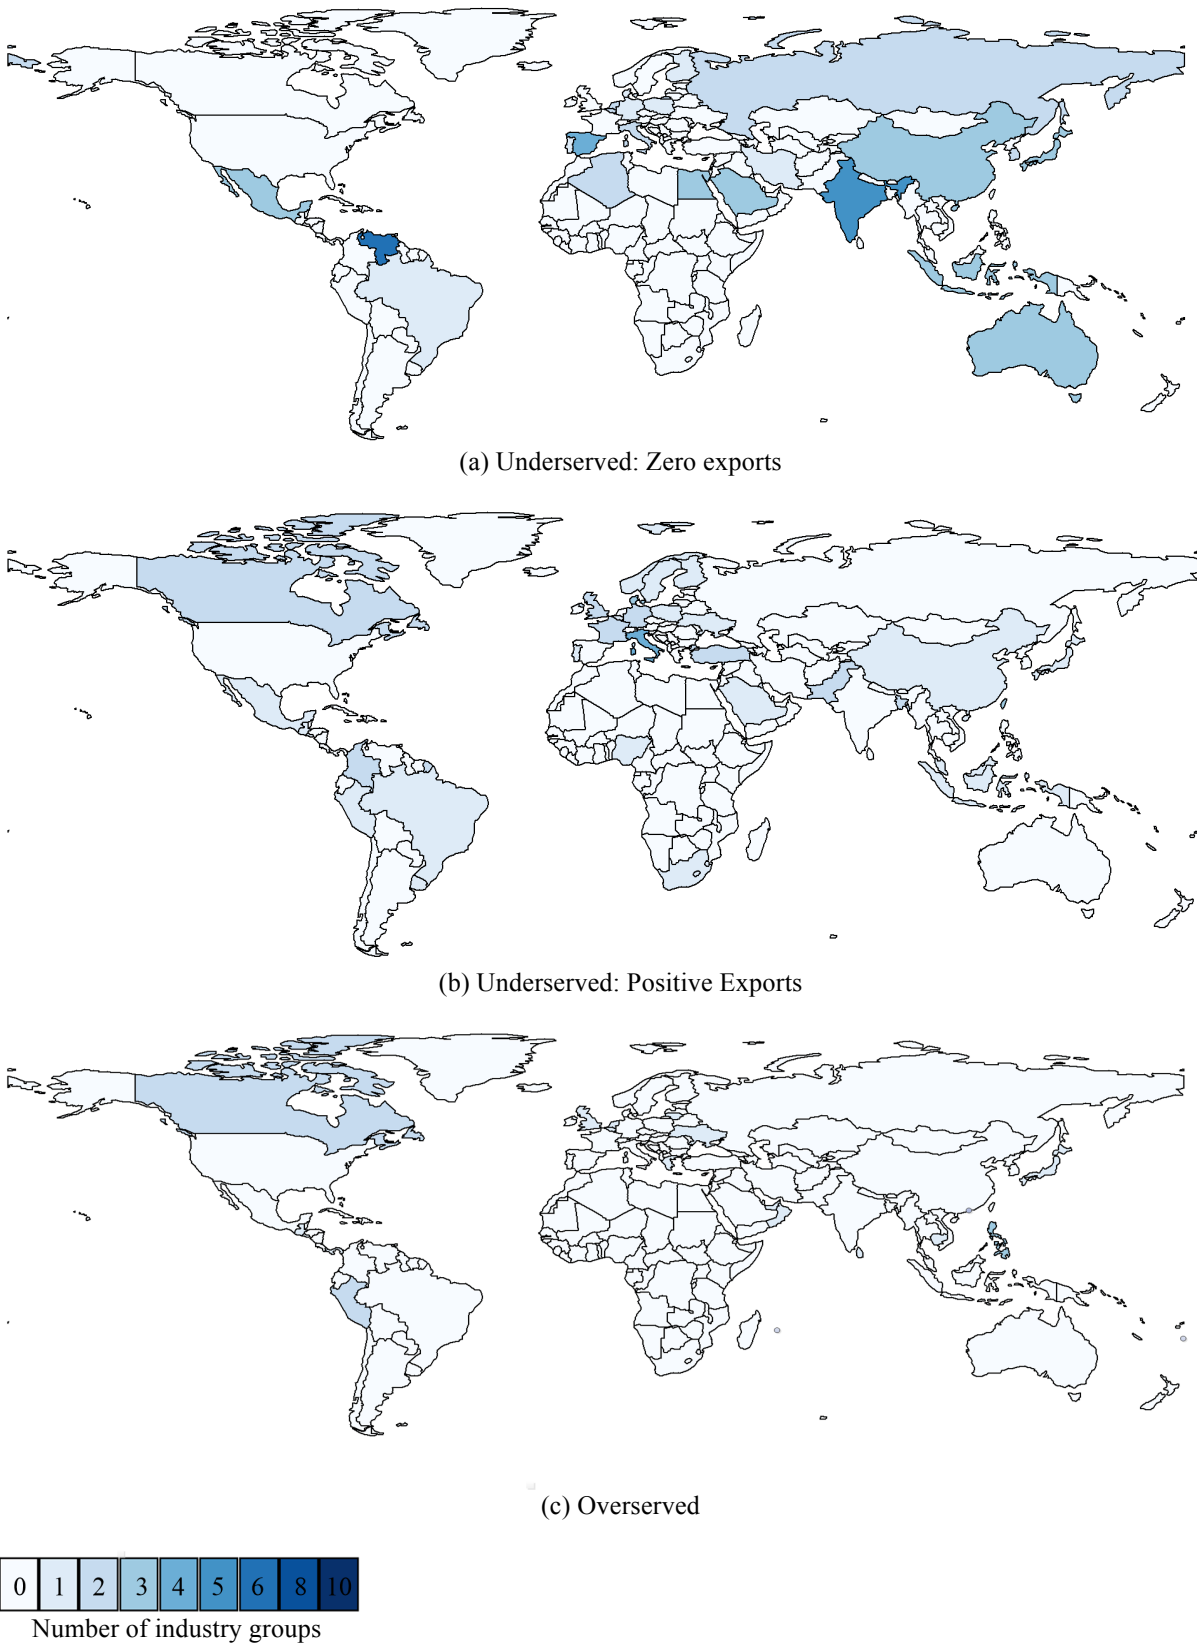 (a) Underserved: Zero exports
(b) Underserved: Positive Exports
(c) Overserved
0 1 2 3 4 5 6 8 10
Number of industry groups